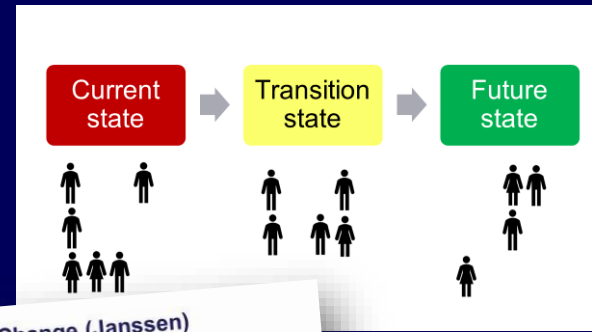 Current
state
Transition
state
Future
state
Change (Janssen)